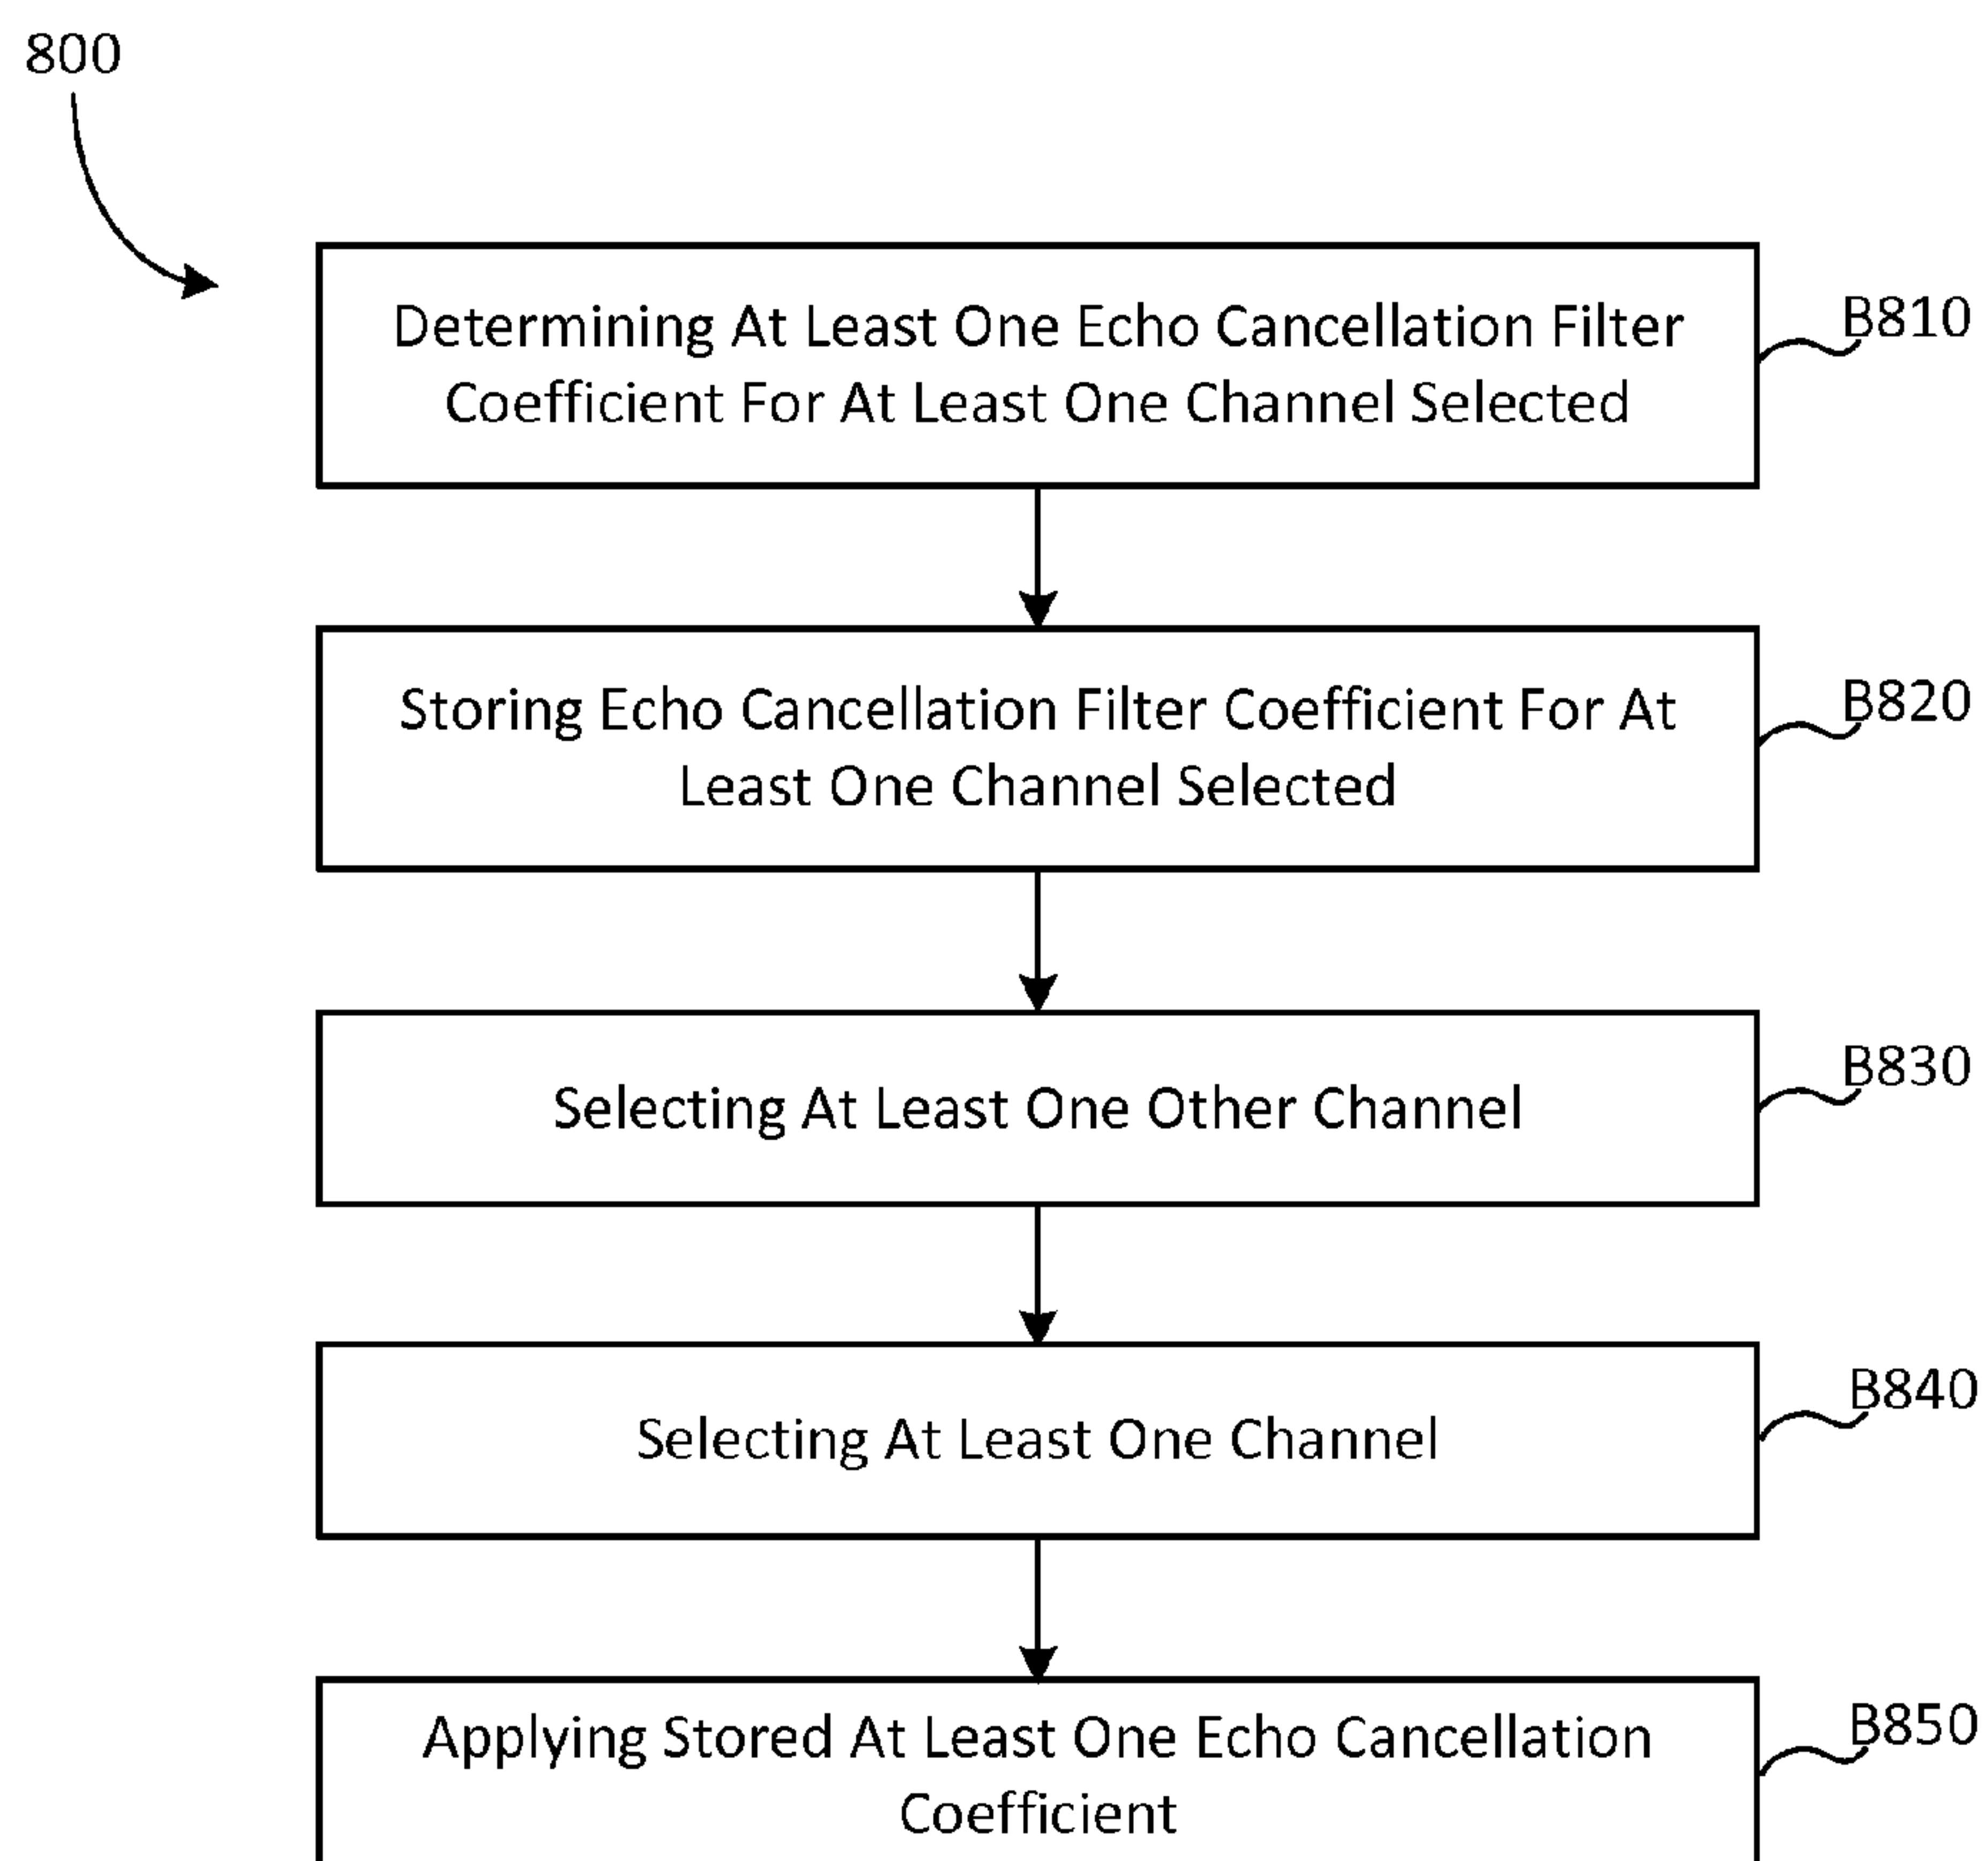 800
Determining At Least One Echo Cancellation Filter
Coefficient For At Least One Channel Selected
B810
Storing Echo Cancellation Filter Coefficient For At
Least One Channel Selected
B820
Selecting At Least One Other Channel
B830
Selecting At Least One Channel
B840
Applying Stored At Least One Echo Cancellation
Coefficient
B850